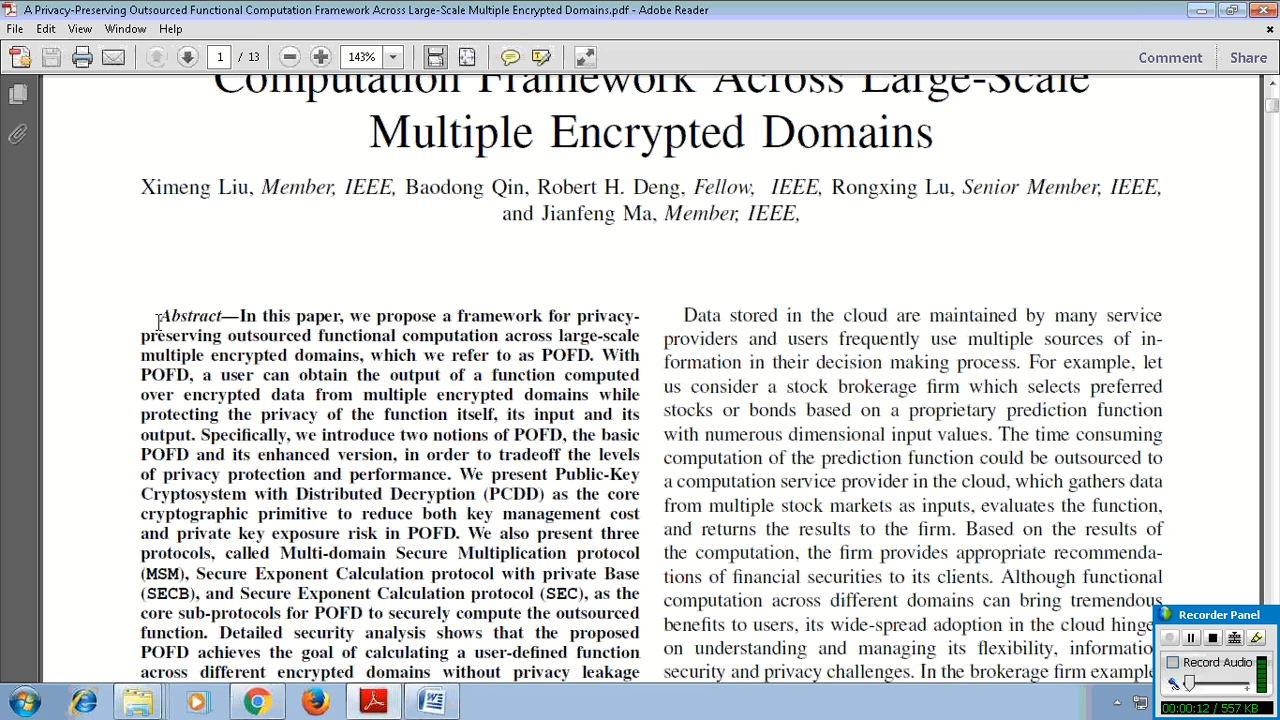 A Privacy-Preserving Outsourced Functional Computation Framework Across Large-Scale Multiple Encrypted Domains.pdf - Adobe Reader
File Edit View Window Help
1 / 13 143% Comment Share
Computation Framework Across Large-Scale
Multiple Encrypted Domains
Ximeng Liu, Member, IEEE, Baodong Qin, Robert H. Deng, Fellow, IEEE, Rongxing Lu, Senior Member, IEEE,
and Jianfeng Ma, Member, IEEE,
Abstract—In this paper, we propose a framework for privacy-
preserving outsourced functional computation across large-scale
multiple encrypted domains, which we refer to as POFD. With
POFD, a user can obtain the output of a function computed
over encrypted data from multiple encrypted domains while
protecting the privacy of the function itself, its input and its
output. Specifically, we introduce two notions of POFD, the basic
POFD and its enhanced version, in order to tradeoff the levels
of privacy protection and performance. We present Public-Key
Cryptosystem with Distributed Decryption (PCDD) as the core
cryptographic primitive to reduce both key management cost
and private key exposure risk in POFD. We also present three
protocols, called Multi-domain Secure Multiplication protocol
(MSM), Secure Exponent Calculation protocol with private Base
(SECB), and Secure Exponent Calculation protocol (SEC), as the
core sub-protocols for POFD to securely compute the outsourced
function. Detailed security analysis shows that the proposed
POFD achieves the goal of calculating a user-defined function
across different encrypted domains without privacy leakage
Data stored in the cloud are maintained by many service
providers and users frequently use multiple sources of in-
formation in their decision making process. For example, let
us consider a stock brokerage firm which selects preferred
stocks or bonds based on a proprietary prediction function
with numerous dimensional input values. The time consuming
computation of the prediction function could be outsourced to
a computation service provider in the cloud, which gathers data
from multiple stock markets as inputs, evaluates the function,
and returns the results to the firm. Based on the results of
the computation, the firm provides appropriate recommenda-
tions of financial securities to its clients. Although functional
computation across different domains can bring tremendous
benefits to users, its wide-spread adoption in the cloud hinge
on understanding and managing its flexibility, informatio
security and privacy challenges. In the brokerage firm example
Recorder Panel
Record Audio
00:00:12 / 557 KB